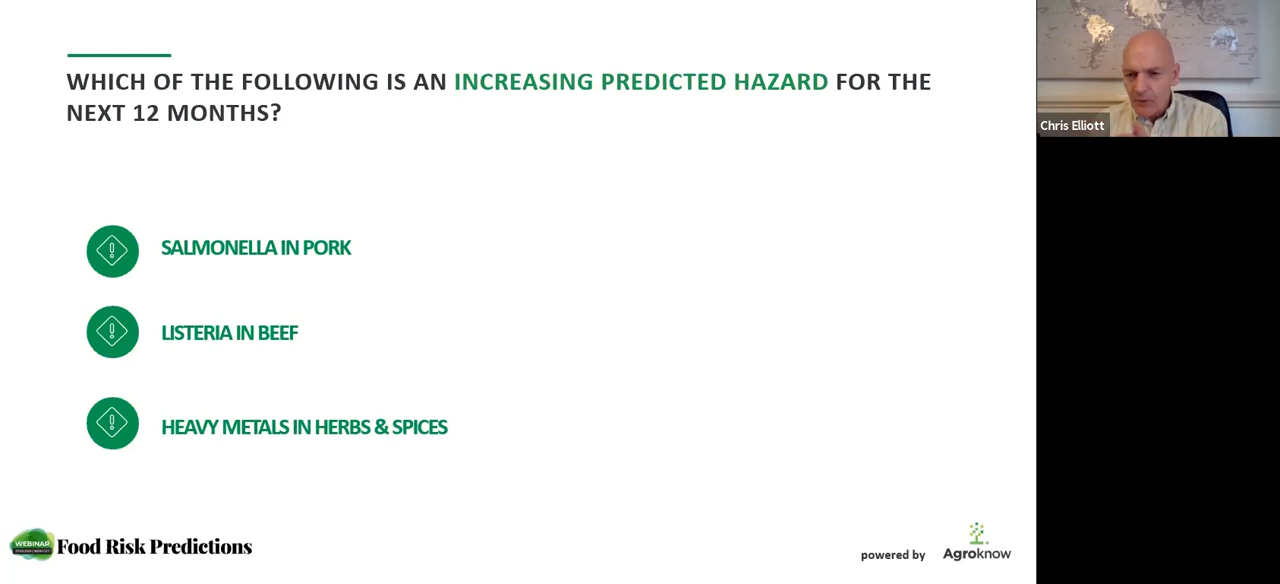 WHICH OF THE FOLLOWING IS AN INCREASING PREDICTED HAZARD FOR THE
NEXT 12 MONTHS?
Chris Elliott
SALMONELLA IN PORK
LISTERIA IN BEEF
HEAVY METALS IN HERBS & SPICES
WEBINAR
Food Risk Predictions
powered by
Agroknow